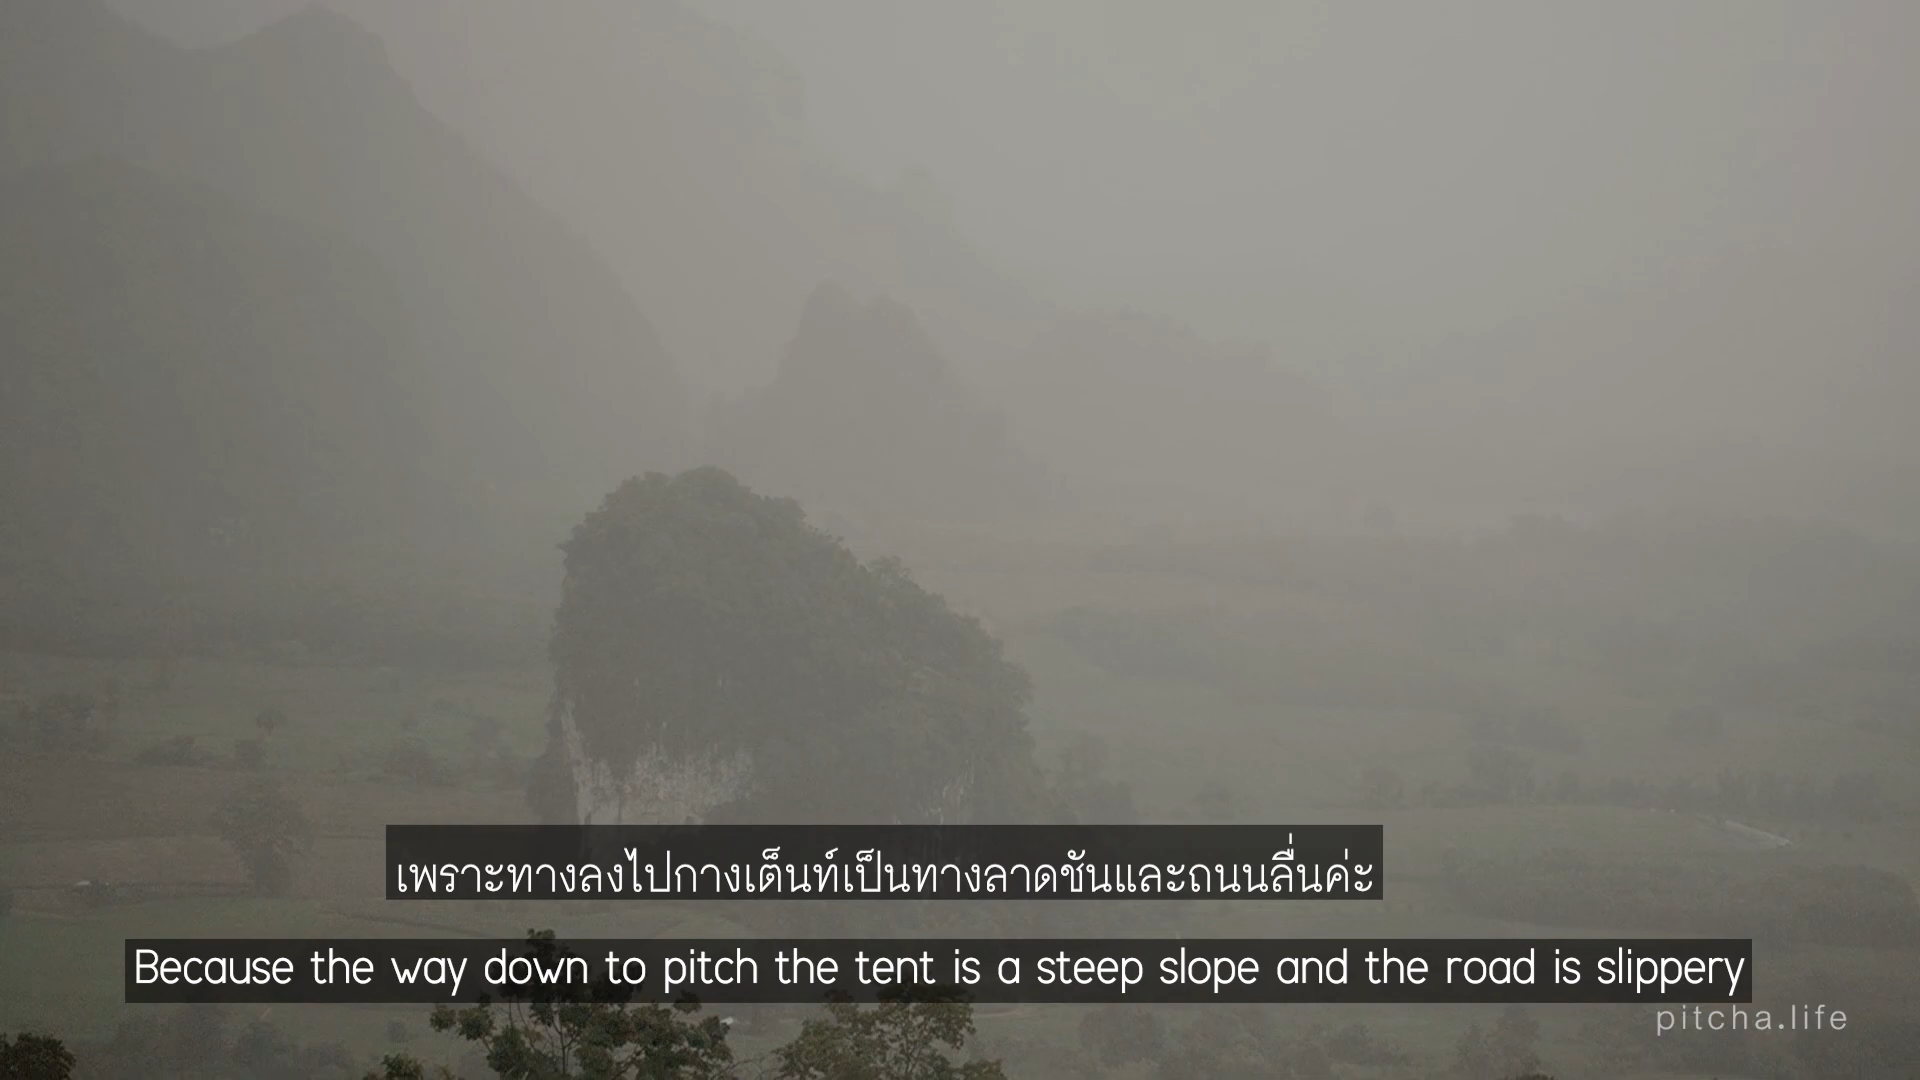 เพราะทางลงไปกางเต็นท์เป็นทางลาดชันและถนนลื่นค่ะ
Because the way down to pitch the tent is a steep slope and the road is slippery
pitcha.life